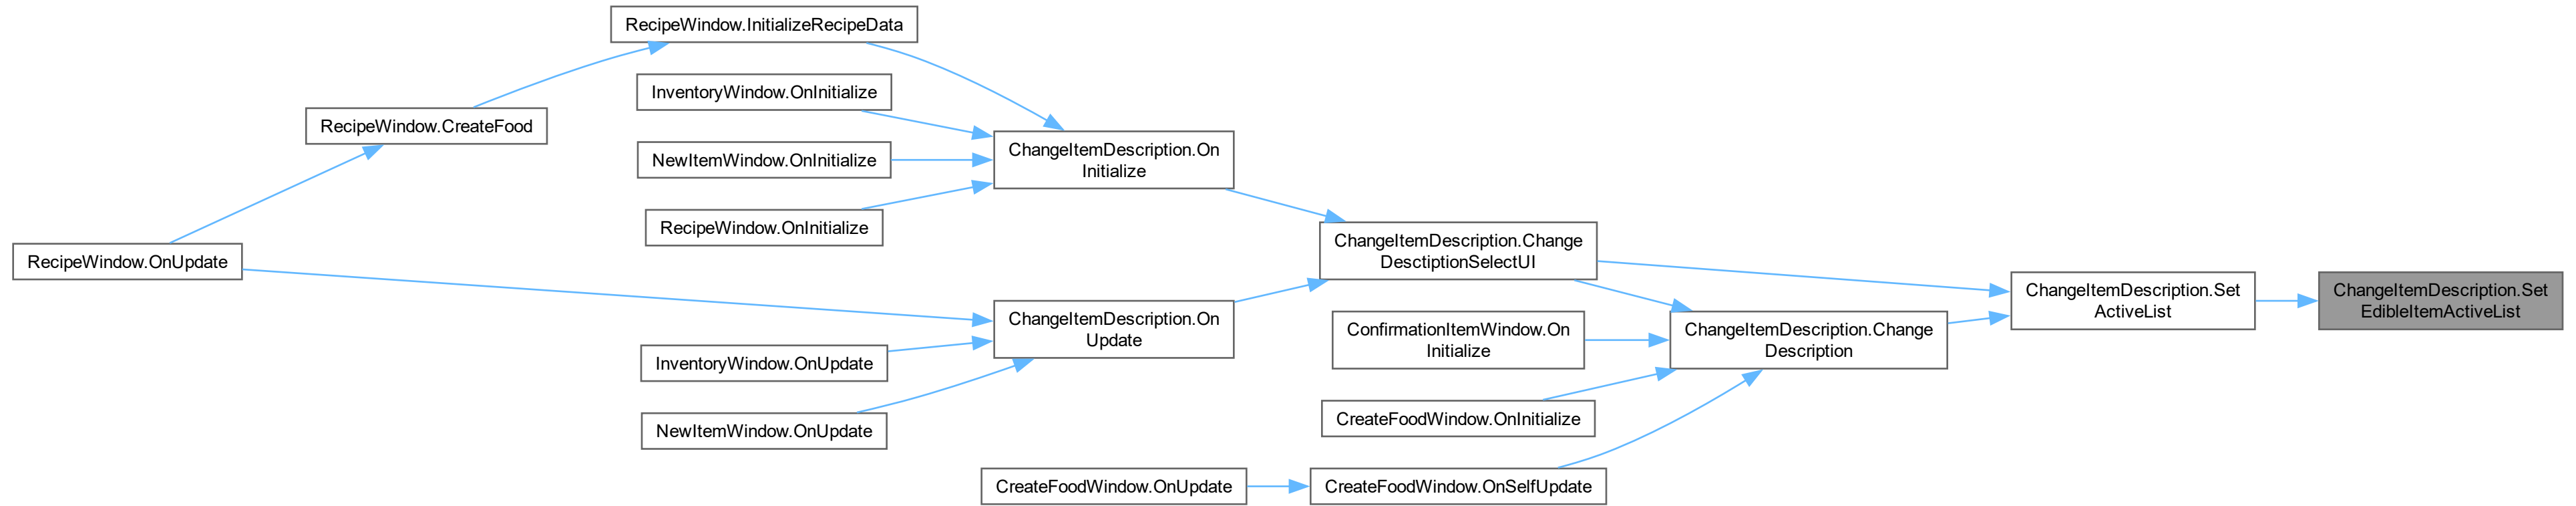 RecipeWindow.InitializeRecipeData
InventoryWindow.OnInitialize
RecipeWindow.CreateFood
ChangeItemDescription.On
Initialize
NewItemWindow.OnInitialize
RecipeWindow.OnInitialize
ChangeItemDescription.Change
DesctiptionSelectUI
RecipeWindow.OnUpdate
ChangeItemDescription.Set
ActiveList
ChangeItemDescription.Set
EdibleItemActiveList
ChangeItemDescription.On
Update
ConfirmationItemWindow.On
Initialize
ChangeItemDescription.Change
Description
InventoryWindow.OnUpdate
CreateFoodWindow.OnInitialize
NewItemWindow.OnUpdate
CreateFoodWindow.OnUpdate
CreateFoodWindow.OnSelfUpdate